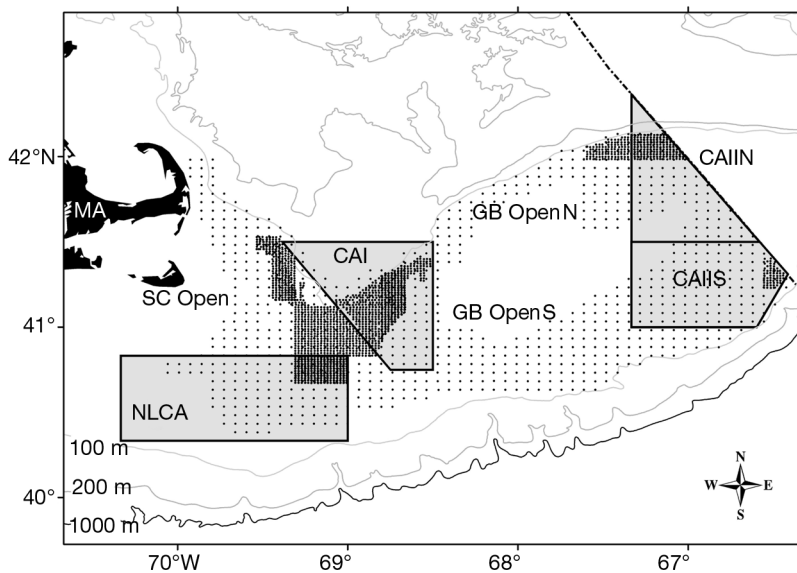 42°N
41°
40°
MA
CAIIN
GB Open N
CAI
SC Open
CAIIS
GB Open S
NLCA
100 m
200 m
1000 m
N
W E
S
70°W 69° 68° 67°